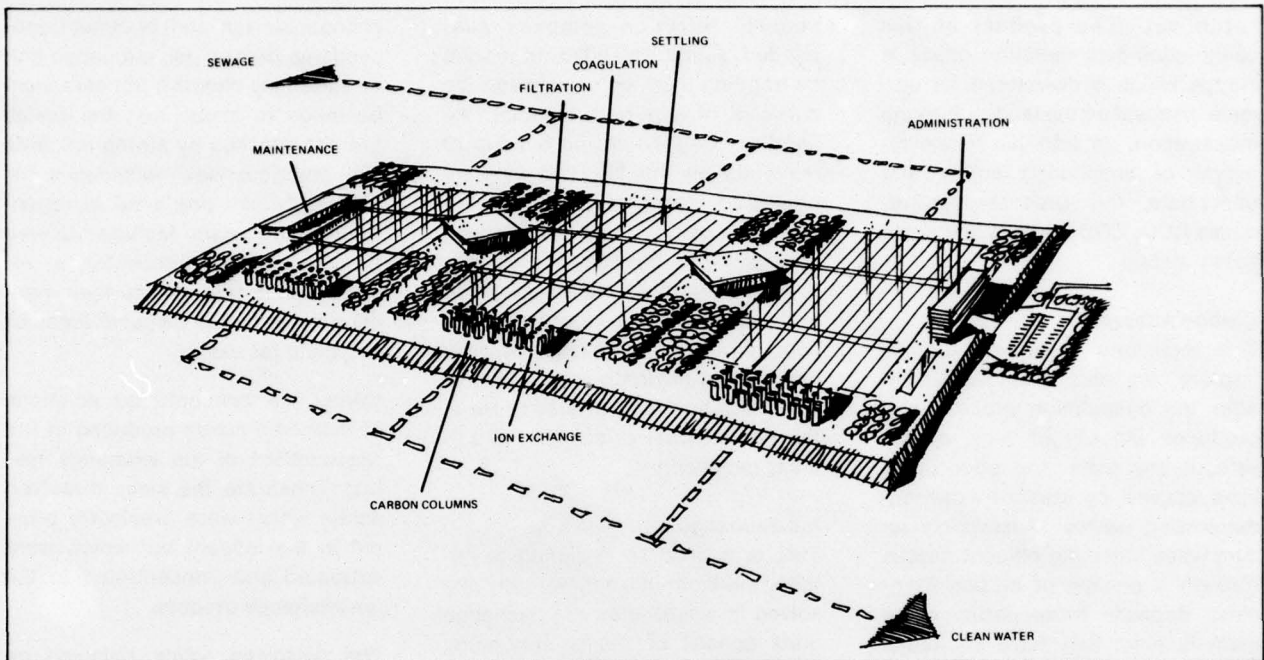 SETTLING
SEWAGE
COAGULATION
FILTRATION
ADMINISTRATION
MAINTENANCE
ION EXCHANGE
CARBON COLUMNS
CLEAN WATER